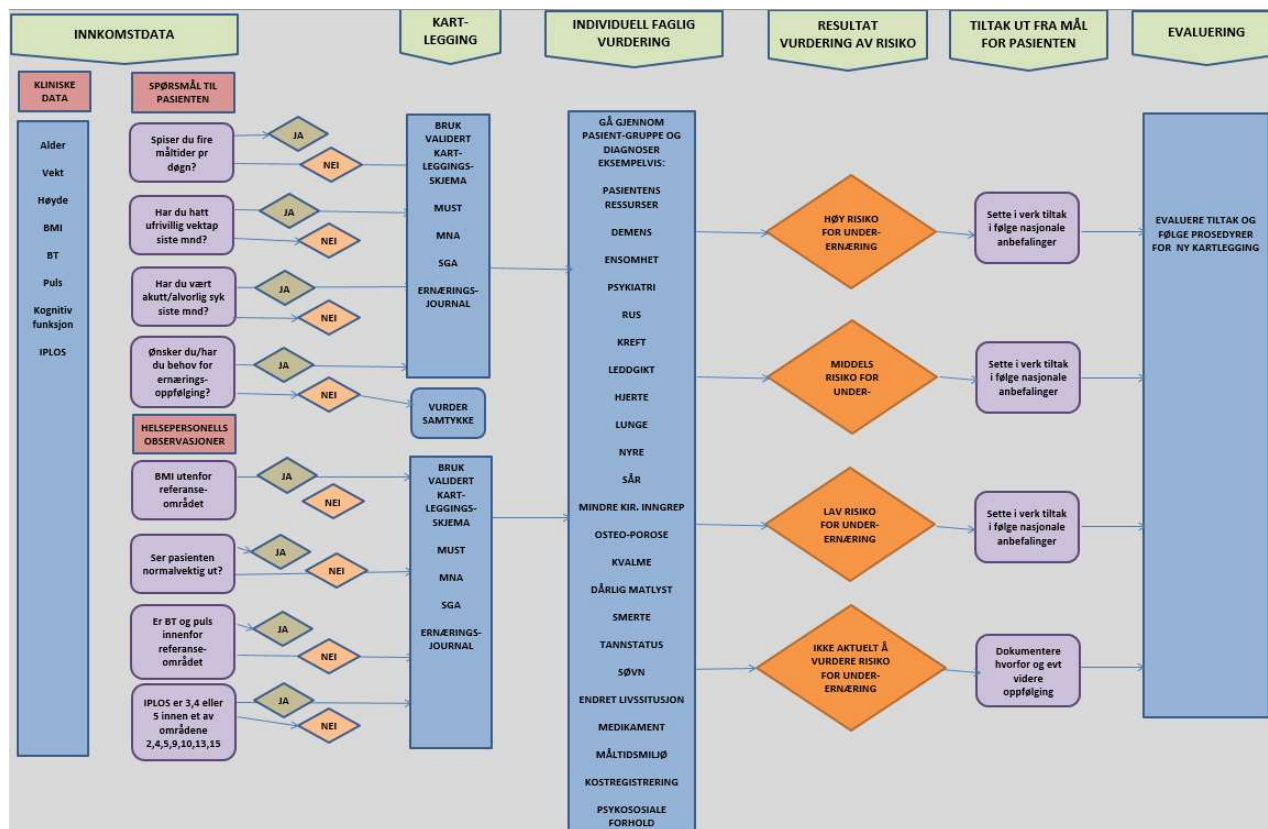 INNKOMSTDATA
KART-
LEGGING
INDIVIDUELL FAGLIG
VURDERING
RESULTAT
VURDERING AV RISIKO
TILTAK UT FRA MÅL
FOR PASIENTEN
EVALUERING
KLINISKE
DATA
Alder
Vekt
Høyde
BMI
BT
Puls
Kognitiv
funksjon
IPLOS
SPØRSMÅL TIL
PASIENTEN
Spiser du fire
måltider pr
døgn?
JA
NEI
Har du hatt
ufrivillig vektap
siste mnd?
JA
NEI
Har du vært
akutt/alvorlig syk
siste mnd?
JA
NEI
Ønsker du/har
du behov for
ernærings-
oppfølging?
JA
NEI
HELSEPERSONELLS
OBSERVASJONER
BMI utenfor
referanse-
området
JA
NEI
Ser pasienten
normalvektig ut?
JA
NEI
Er BT og puls
innenfor
referanse-
området
JA
NEI
IPLOS er 3,4 eller
5 innen et av
områdene
2,4,5,9,10,13,15
JA
NEI
BRUK
VALIDERT
KART-
LEGGINGS-
SKJEMA
MUST
MNA
SGA
ERNÆRINGS-
JOURNAL
VURDER
SAMTYKKE
BRUK
VALIDERT
KART-
LEGGINGS-
SKJEMA
MUST
MNA
SGA
ERNÆRINGS-
JOURNAL
GÅ GJENNOM
PASIENT-GRUPPE OG
DIAGNOSER
EKSEMPELVIS:
PASIENTENS
RESSURSER
DEMENS
ENSOMHET
PSYKIATRI
RUS
KREFT
LEDDGIKT
HJERTE
LUNGE
NYRE
SÅR
MINDRE KIR. INNGREP
OSTEO-POROSE
KVALME
DÅRLIG MATLYST
SMERTE
TANNSTATUS
SØVN
ENDRET LIVSSITUSJON
MEDIKAMENT
MÅLTIDSMILJØ
KOSTREGISTRERING
PSYKOSOSIALE
FORHOLD
HØY RISIKO
FOR UNDER-
ERNÆRING
MIDDELS
RISIKO FOR
UNDER-
LAV RISIKO
FOR UNDER-
ERNÆRING
IKKE AKTUELT Å
VURDERE RISIKO
FOR UNDER-
ERNÆRING
Sette i verk tiltak
i følge nasjonale
anbefalinger
Sette i verk tiltak
i følge nasjonale
anbefalinger
Sette i verk tiltak
i følge nasjonale
anbefalinger
Dokumentere
hvorfor og evt
videre
oppfølging
EVALUERE TILTAK OG
FØLGE PROSEDYRER
FOR NY KARTLEGGING